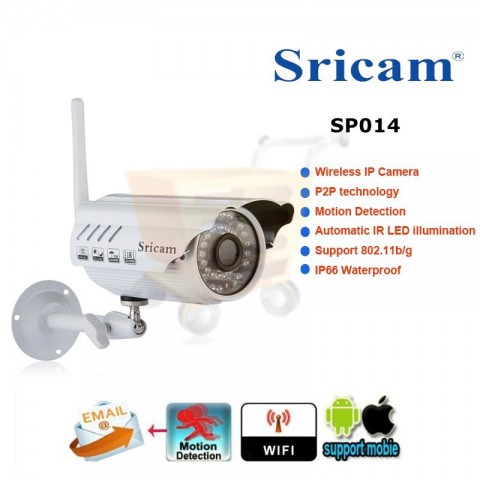 Sricam®
SP014
Wireless IP Camera
P2P technology
Motion Detection
Automatic IR LED illumination
Support 802.11b/g
IP66 Waterproof
Sricam
EMAIL
@
Motion
Detection
WIFI
support mobie